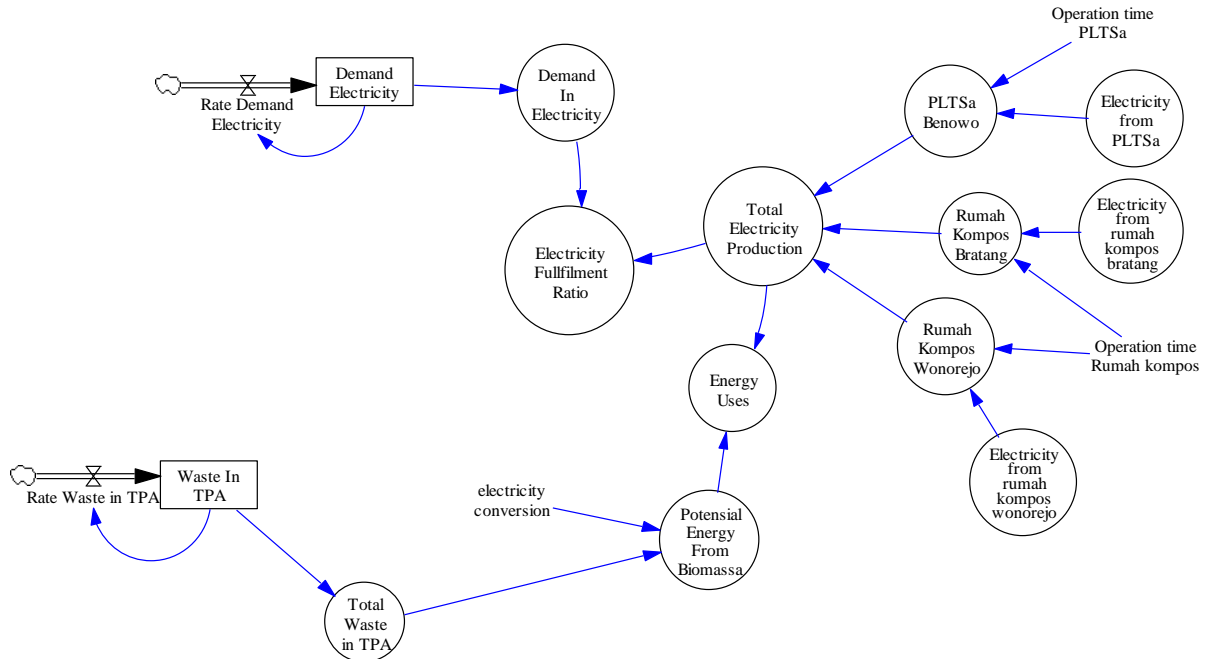 Operation time
PLTSa
Demand
Electricity
Rate Demand
Electricity
Demand
In
Electricity
PLTSa
Benowo
Electricity
from
PLTSa
Total
Electricity
Production
Rumah
Kompos
Bratang
Electricity
from
rumah
kompos
bratang
Electricity
Fullfilment
Ratio
Rumah
Kompos
Wonorejo
Operation time
Rumah kompos
Energy
Uses
Electricity
from
rumah
kompos
wonorejo
Waste In
TPA
Rate Waste in TPA
electricity
conversion
Potensial
Energy
From
Biomassa
Total
Waste
in TPA